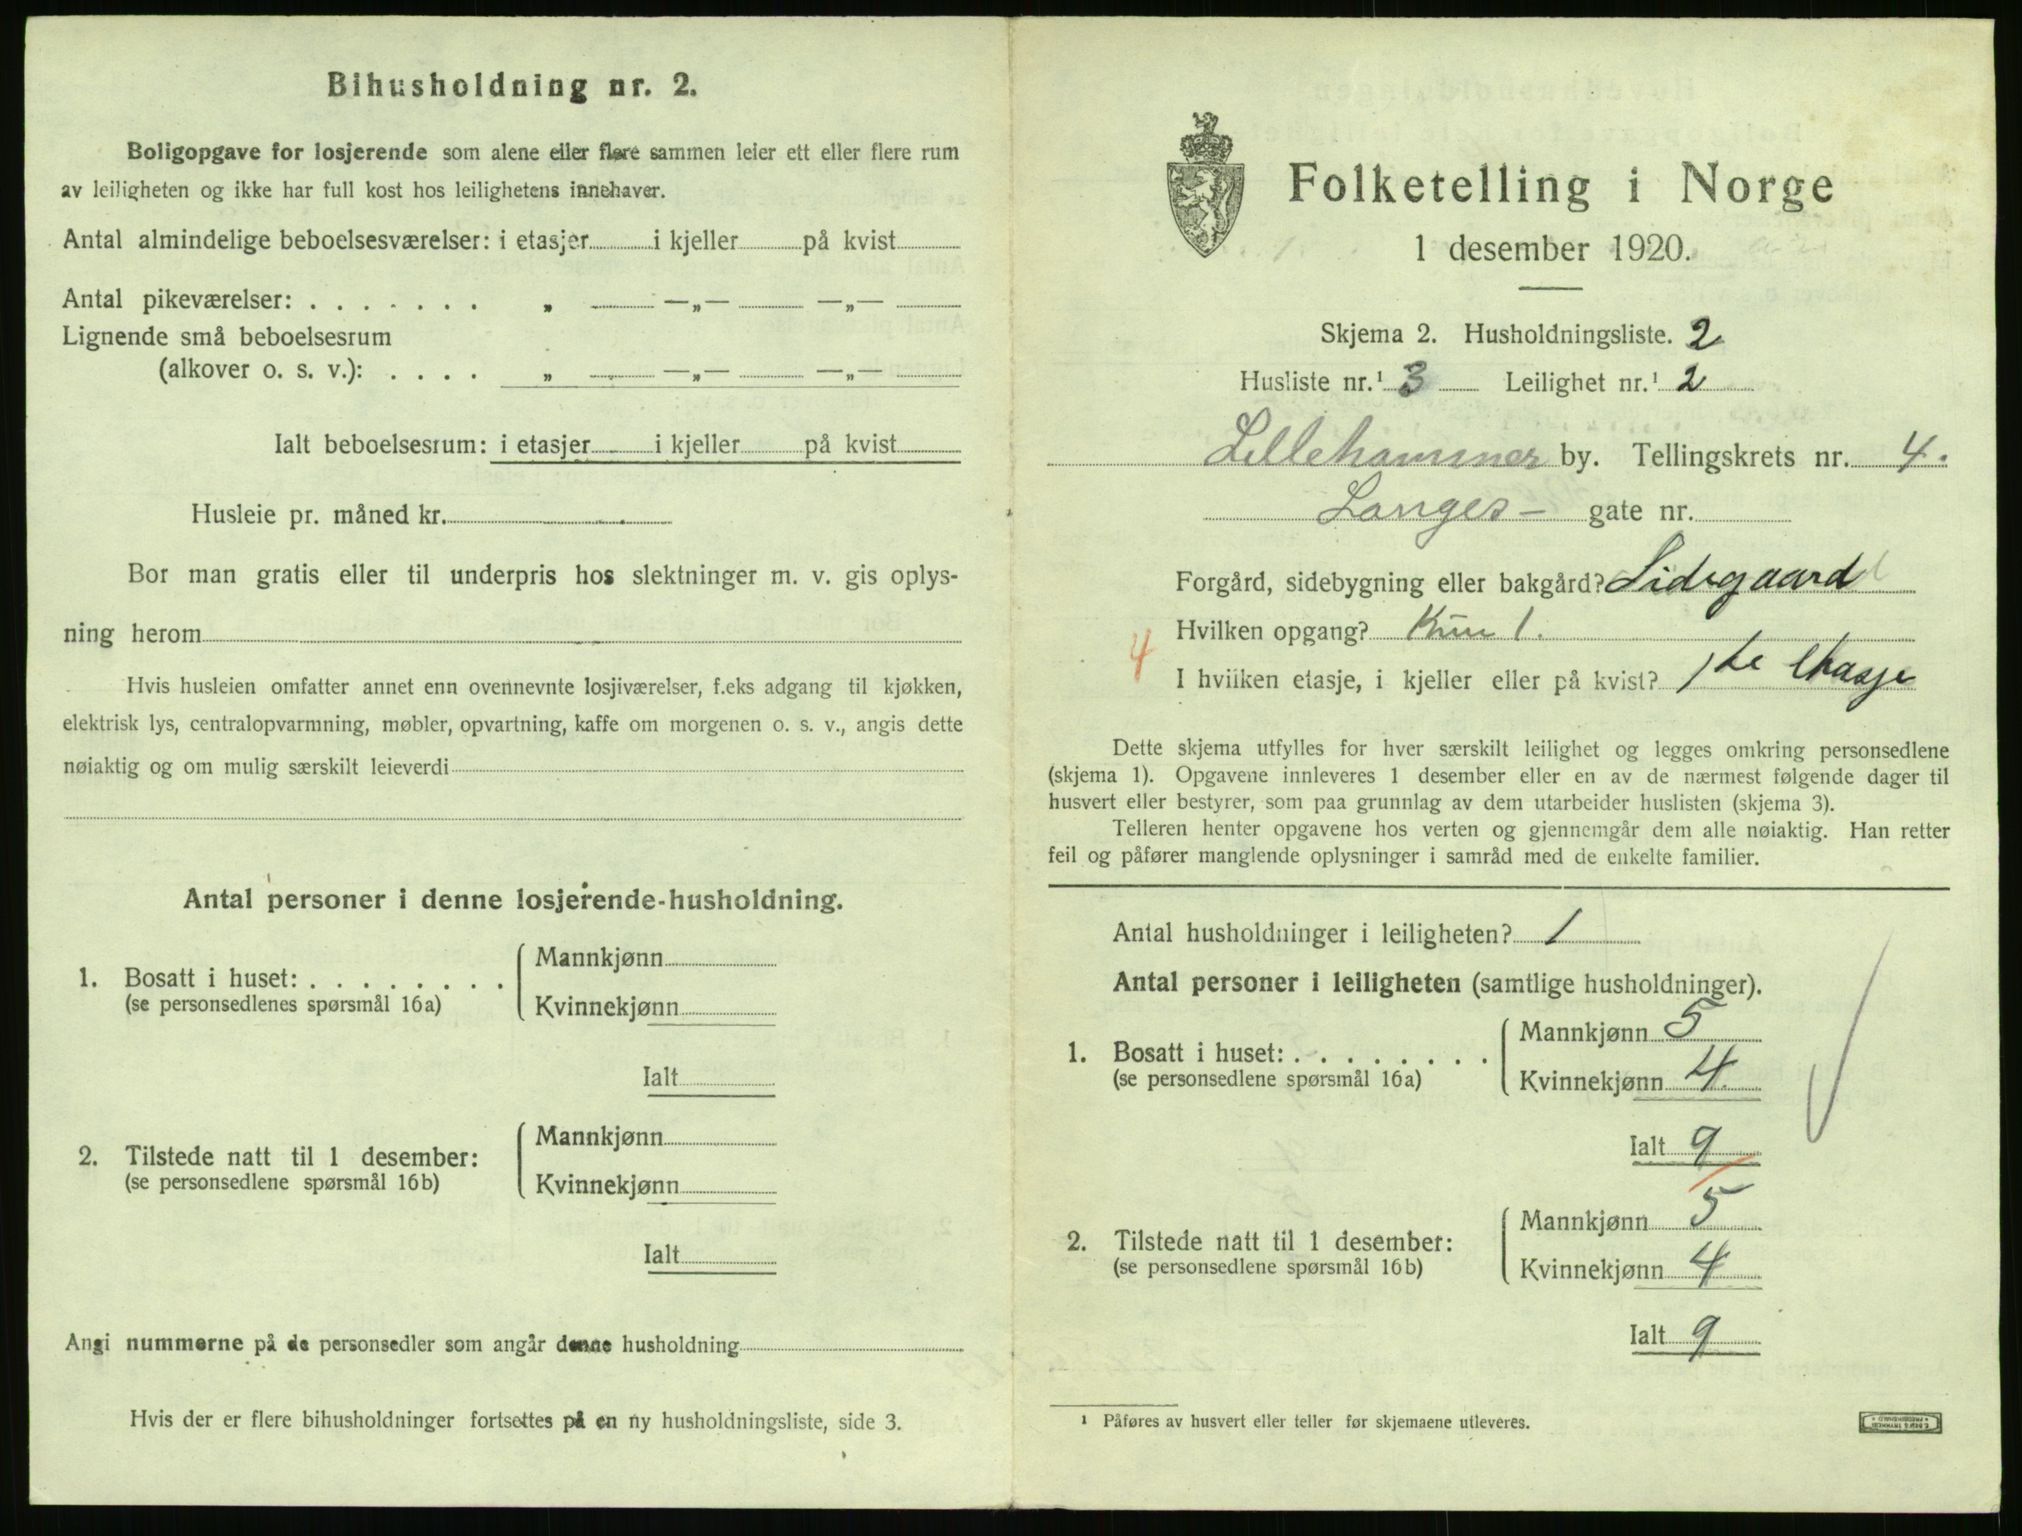 Bihusholdning nr. 2.
Boligopgave for losjerende som alene eller flere sammen leier ett eller flere rum
av leiligheten og ikke har full kost hos leilighetens innehaver.
Antal almindelige beboelsesværelser: i etasjer i kjeller på kvist
Antal pikeværelser: . . . . . . . „ —„— —„—
Lignende små beboelsesrum
(alkover o. s. v.): . . . . „ —„— —„—
Ialt beboelsesrum: i etasjer i kjeller på kvist
Husleie pr. måned kr.
Bor man gratis eller til underpris hos slektninger m. v. gis oplys-
ning herom
Hvis husleien omfatter annet enn ovennevnte losjiværelser, f.eks adgang til kjøkken,
elektrisk lys, centralopvarmning, møbler, opvartning, kaffe om morgenen o. s. v., angis dette
nøiaktig og om mulig særskilt leieverdi
Antal personer i denne losjerende-husholdning.
1. Bosatt i huset: . . . . . . . . Mannkjønn
(se personsedlenes spørsmål 16a) Kvinnekjønn
Ialt
2. Tilstede natt til 1 desember: Mannkjønn
(se personsedlene spørsmål 16b) Kvinnekjønn
Ialt
Angi nummerne på de personsedler som angår denne husholdning
Hvis der er flere bihusholdninger fortsettes på en ny husholdningsliste, side 3.
Folketelling i Norge
1 desember 1920.
Skjema 2. Husholdningsliste. 2
Husliste nr.¹ 3 Leilighet nr.¹ 2
Lillehammer by. Tellingskrets nr. 4.
Langes- gate nr.
Forgård, sidebygning eller bakgård? Sidegaard
Hvilken opgang? Kun 1.
4
I hvilken etasje, i kjeller eller på kvist? 1ste Etasje
Dette skjema utfylles for hver særskilt leilighet og legges omkring personsedlene
(skjema 1). Opgavene innleveres 1 desember eller en av de nærmest følgende dager til
husvert eller bestyrer, som paa grunnlag av dem utarbeider huslisten (skjema 3).
Telleren henter opgavene hos verten og gjennemgår dem alle nøiaktig. Han retter
feil og påfører manglende oplysninger i samråd med de enkelte familier.
Antal husholdninger i leiligheten? 1
Antal personer i leiligheten (samtlige husholdninger).
1. Bosatt i huset: . . . . . . . . Mannkjønn 5
(se personsedlene spørsmål 16a) Kvinnekjønn 4
Ialt 9
2. Tilstede natt til 1 desember: Mannkjønn 5
(se personsedlene spørsmål 16b) Kvinnekjønn 4
Ialt 9
¹ Påføres av husvert eller teller før skjemaene utleveres.